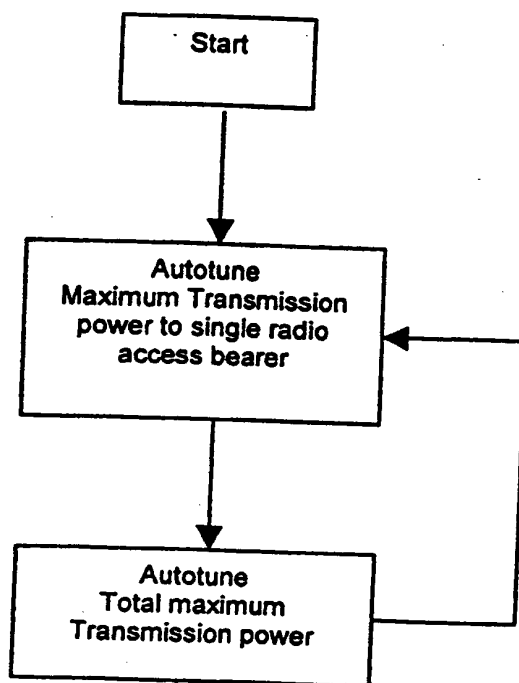 Start
Autotune
Maximum Transmission
power to single radio
access bearer
Autotune
Total maximum
Transmission power